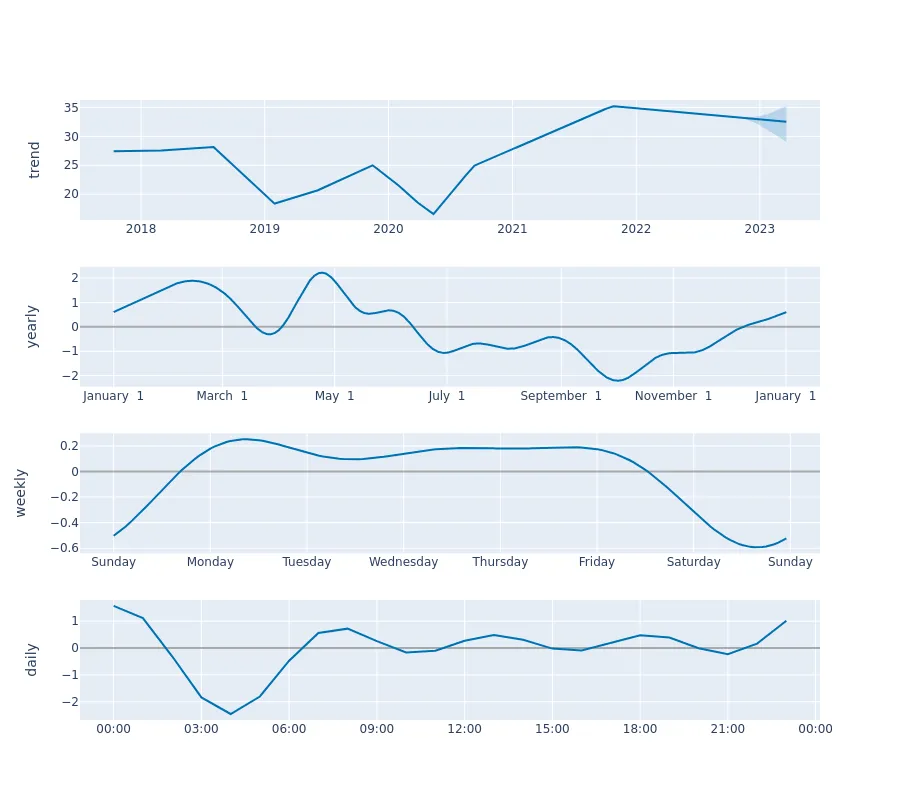 35
30
25
20
trend
2018 2019 2020 2021 2022 2023
2
1
0
−1
−2
yearly
January 1 March 1 May 1 July 1 September 1 November 1 January 1
0.2
0
−0.2
−0.4
−0.6
weekly
Sunday Monday Tuesday Wednesday Thursday Friday Saturday Sunday
1
0
−1
−2
daily
00:00 03:00 06:00 09:00 12:00 15:00 18:00 21:00 00:00